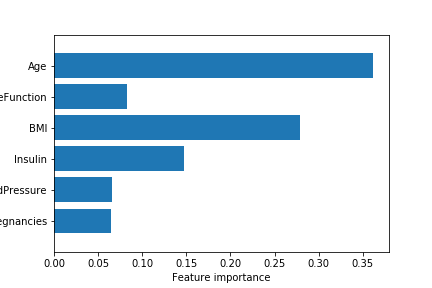 Age
eFunction
BMI
Insulin
dPressure
egnancies
0.00 0.05 0.10 0.15 0.20 0.25 0.30 0.35
Feature importance